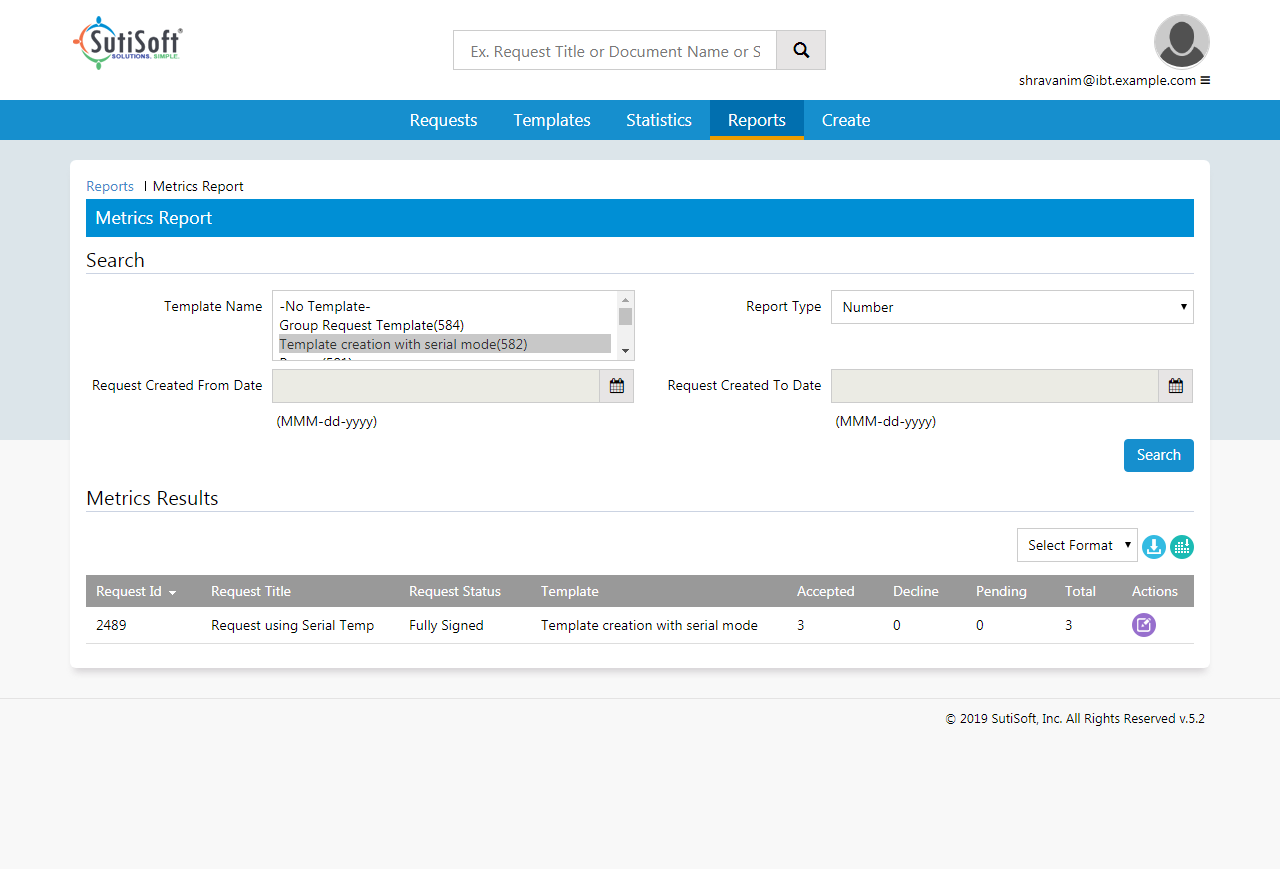 SutiSoft®
SOLUTIONS. SIMPLE.
Ex. Request Title or Document Name or S
shravanim@ibt.example.com
Requests Templates Statistics Reports Create
Reports | Metrics Report
Metrics Report
Search
Template Name
-No Template-
Group Request Template(584)
Template creation with serial mode(582)
Report Type
Number
Request Created From Date
(MMM-dd-yyyy)
Request Created To Date
(MMM-dd-yyyy)
Search
Metrics Results
Select Format
Request Id Request Title Request Status Template Accepted Decline Pending Total Actions
2489 Request using Serial Temp Fully Signed Template creation with serial mode 3 0 0 3
© 2019 SutiSoft, Inc. All Rights Reserved v.5.2